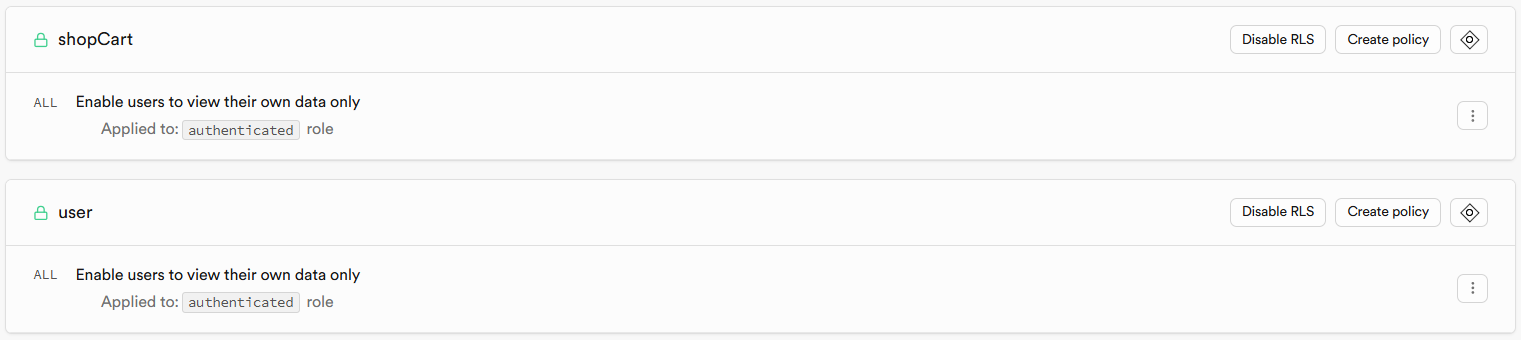 shopCart Disable RLS Create policy
ALL Enable users to view their own data only
Applied to: authenticated role
user Disable RLS Create policy
ALL Enable users to view their own data only
Applied to: authenticated role